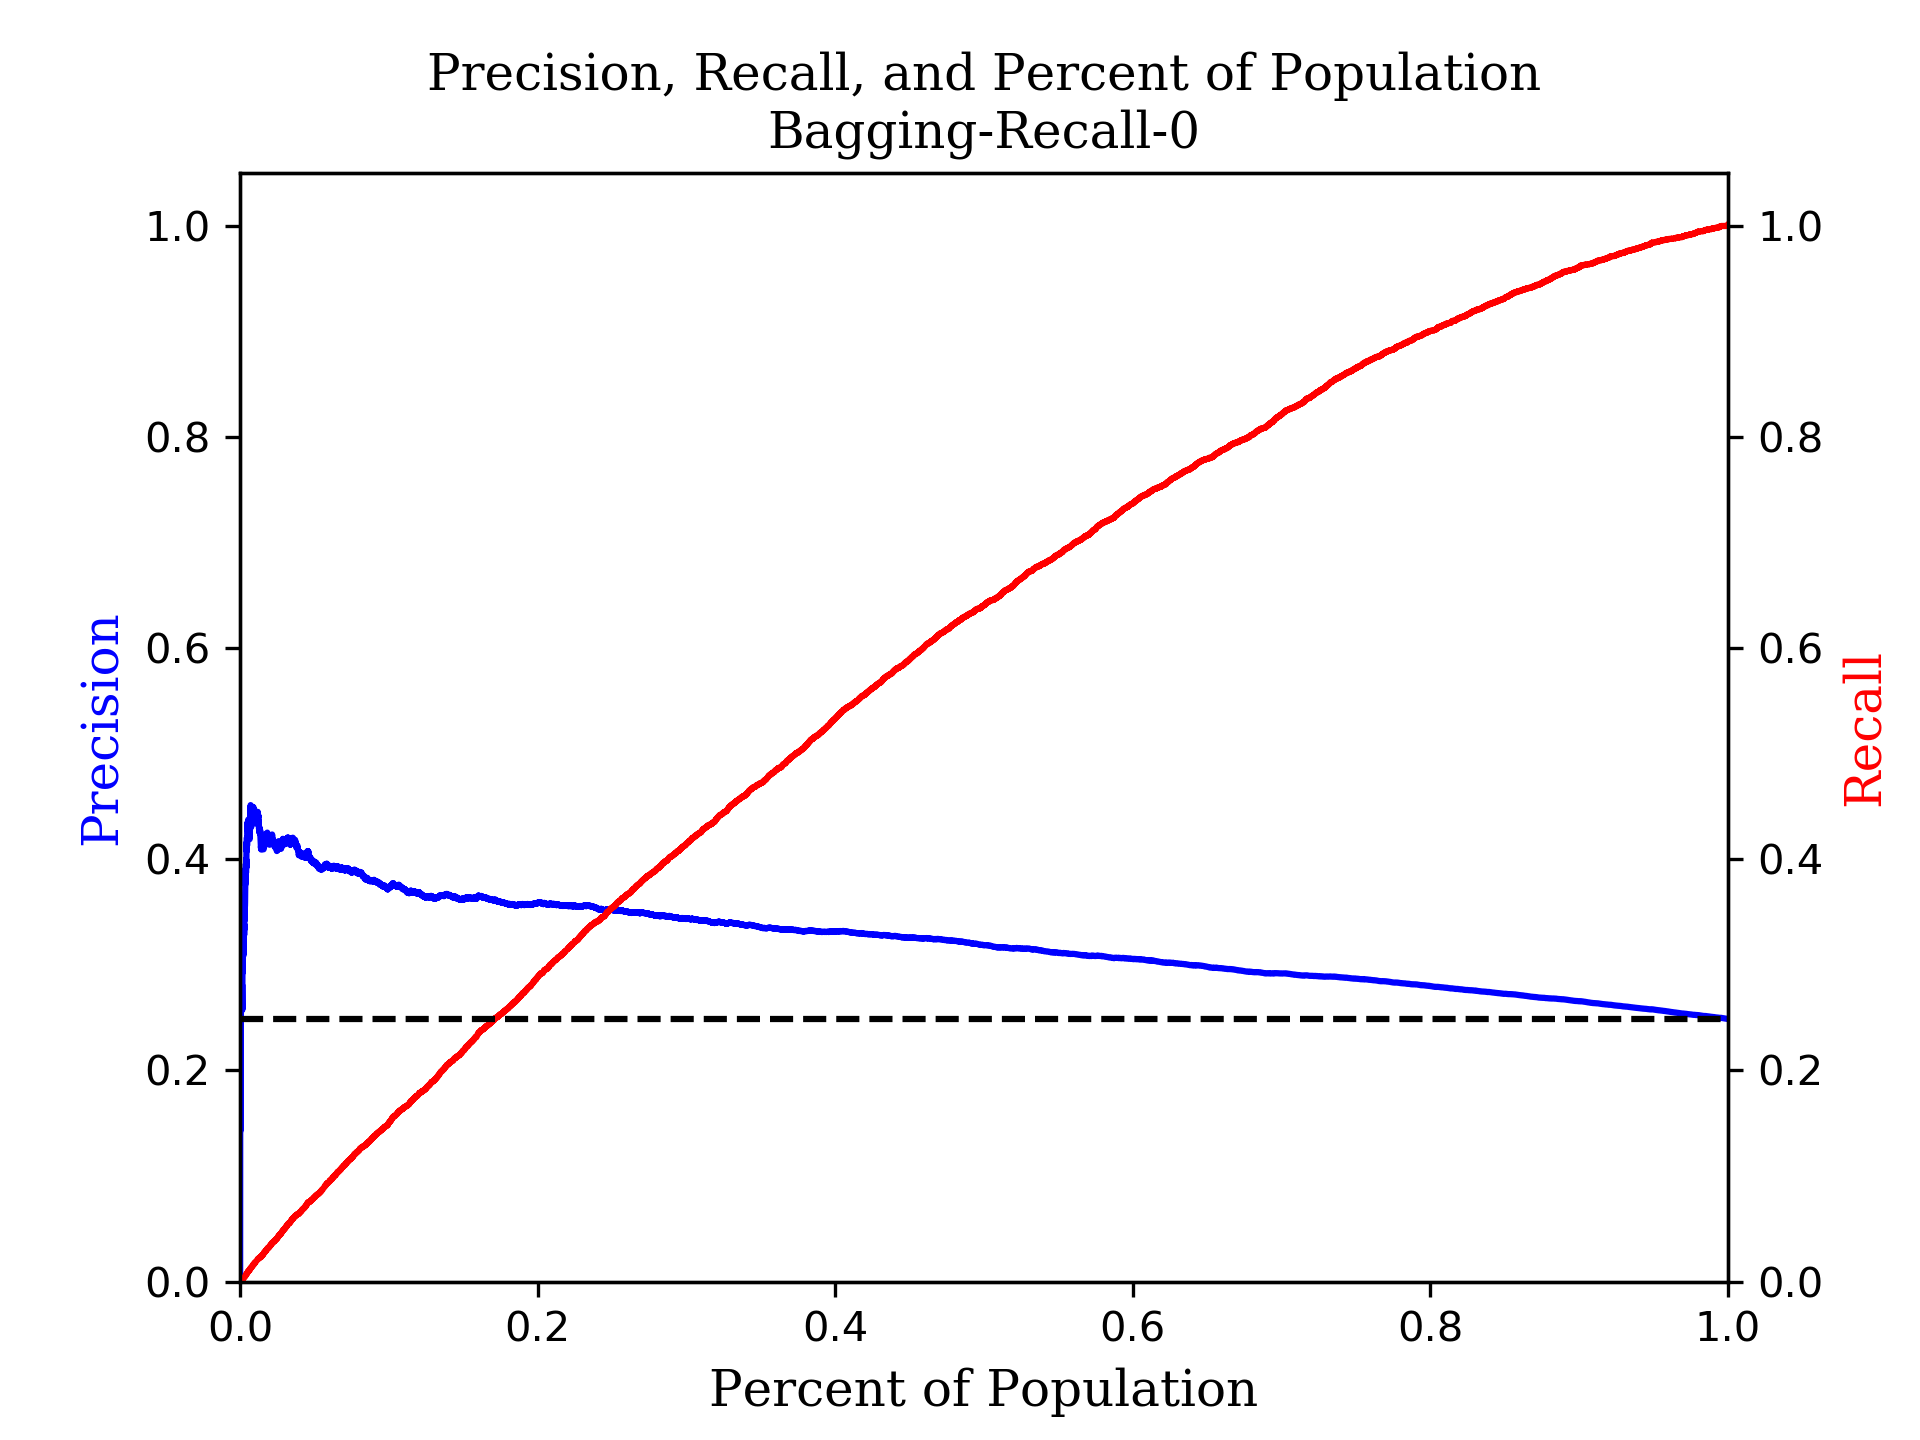 Precision, Recall, and Percent of Population
Bagging-Recall-0
1.0
0.8
0.6
0.4
0.2
0.0
Precision
1.0
0.8
0.6
0.4
0.2
0.0
Recall
0.0 0.2 0.4 0.6 0.8 1.0
Percent of Population